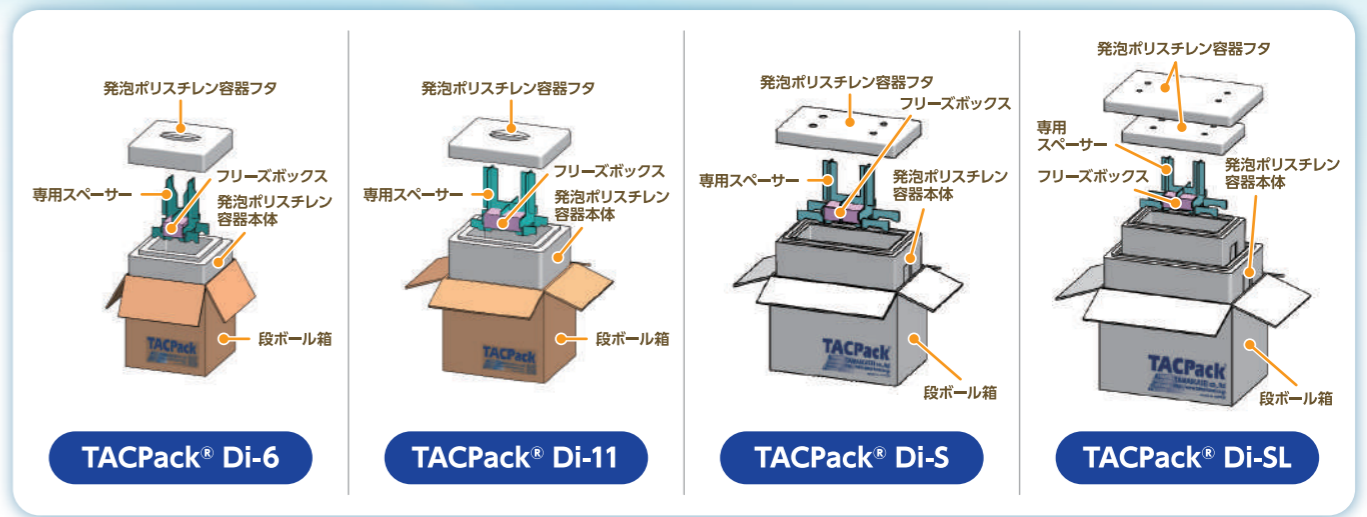 発泡ポリスチレン容器フタ
フリーズボックス
専用スペーサー
発泡ポリスチレン
容器本体
段ボール箱
TACPack
TACPack® Di-6
発泡ポリスチレン容器フタ
フリーズボックス
専用スペーサー
発泡ポリスチレン
容器本体
段ボール箱
TACPack
TACPack® Di-11
発泡ポリスチレン容器フタ
フリーズボックス
専用スペーサー
発泡ポリスチレン
容器本体
TACPack
段ボール箱
TACPack® Di-S
発泡ポリスチレン容器フタ
専用
スペーサー
発泡ポリスチレン
容器本体
フリーズボックス
TACPack
段ボール箱
TACPack® Di-SL